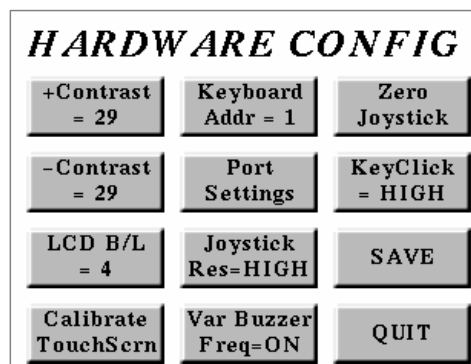 HARDWARE CONFIG
+Contrast
= 29
Keyboard
Addr = 1
Zero
Joystick
−Contrast
= 29
Port
Settings
KeyClick
= HIGH
LCD B/L
= 4
Joystick
Res=HIGH
SAVE
Calibrate
TouchScrn
Var Buzzer
Freq=ON
QUIT